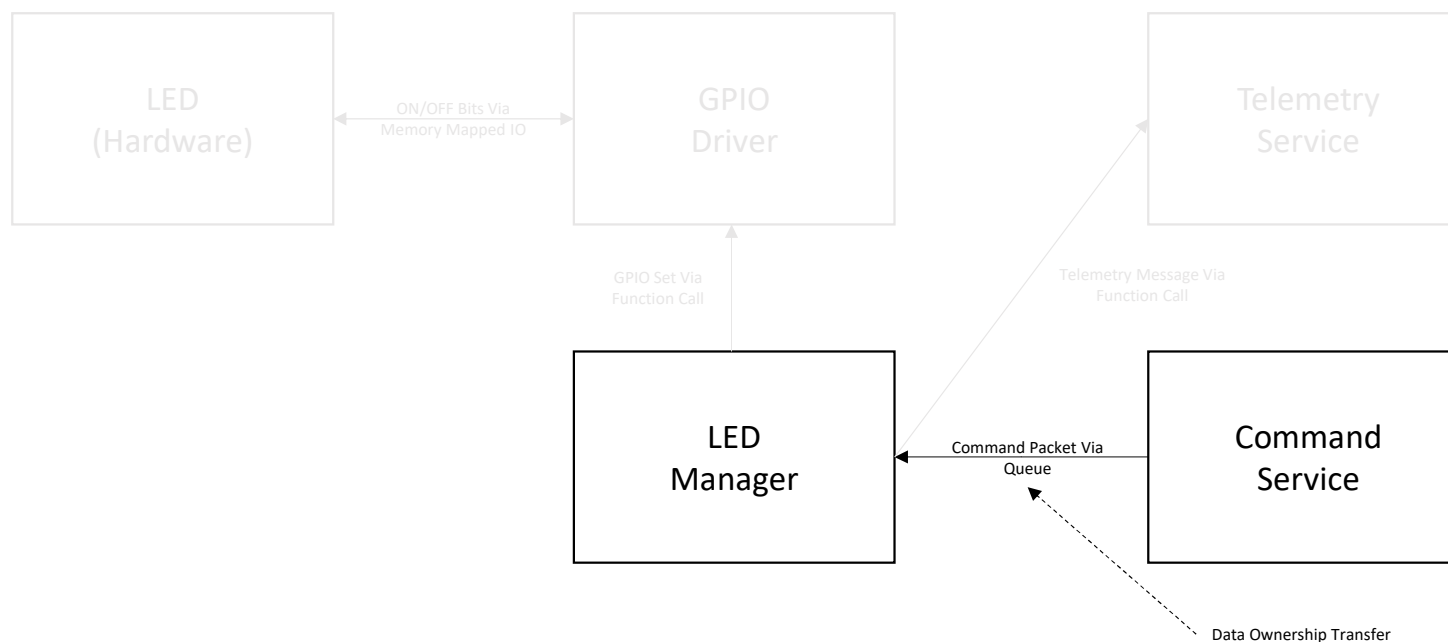 LED
(Hardware)
ON/OFF Bits Via
Memory Mapped IO
GPIO
Driver
Telemetry
Service
GPIO Set Via
Function Call
Telemetry Message Via
Function Call
LED
Manager
Command Packet Via
Queue
Command
Service
Data Ownership Transfer